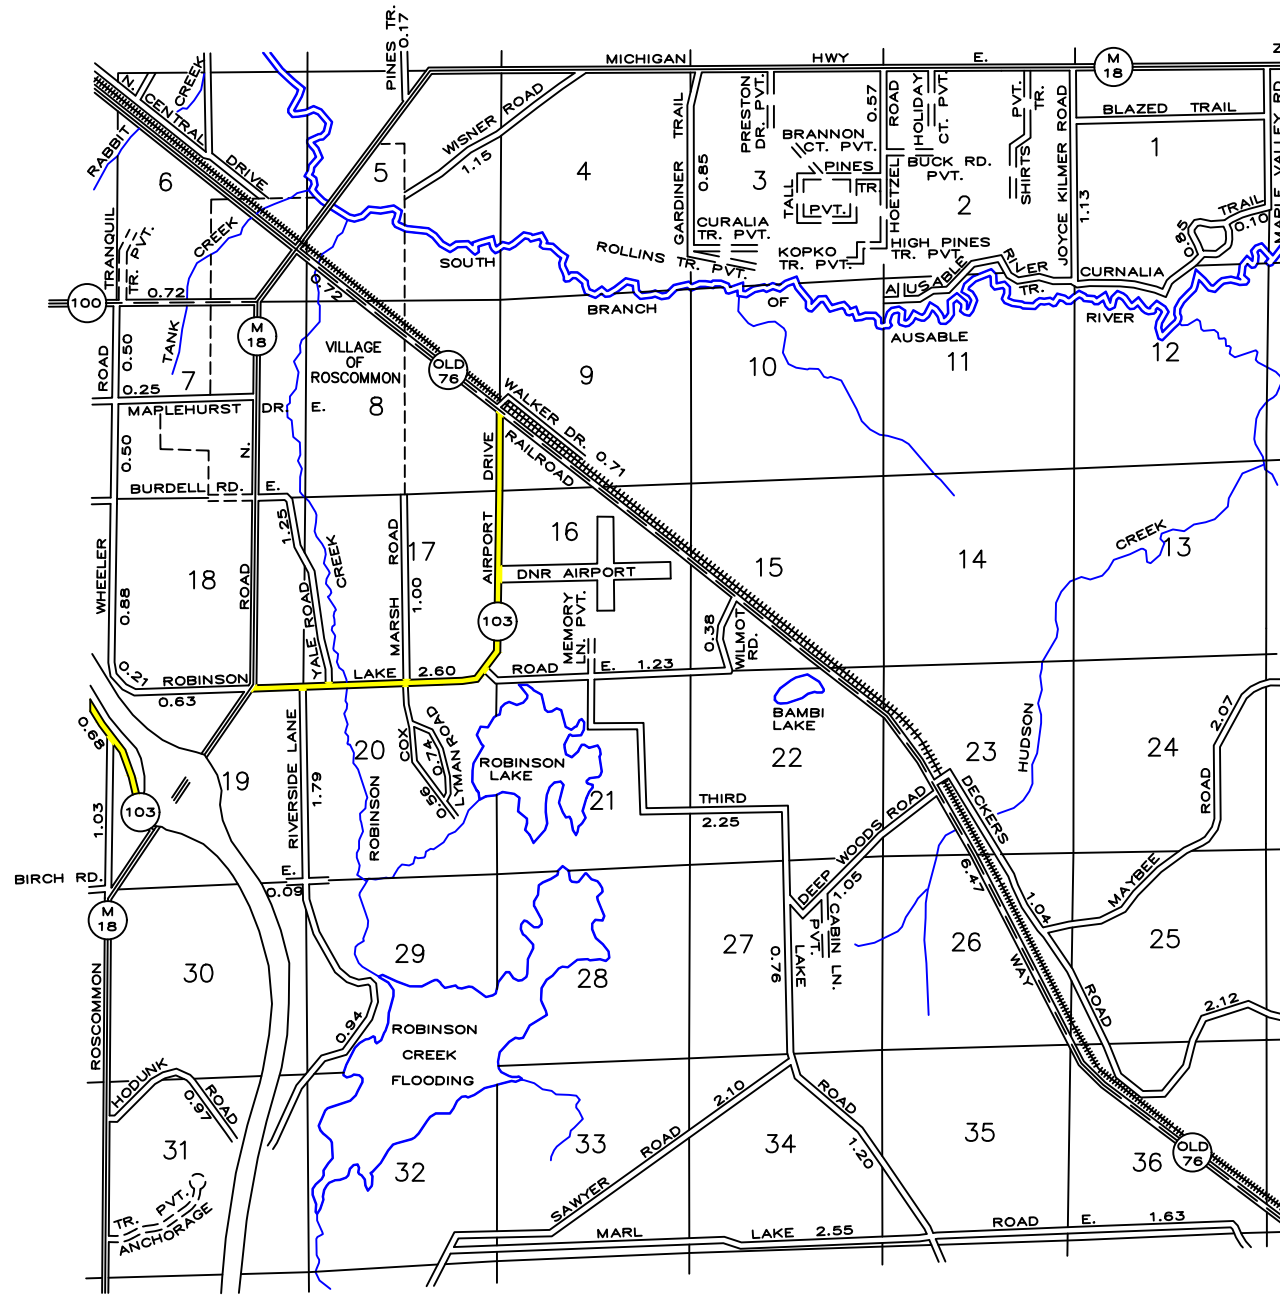 PINES TR.
0.17
MICHIGAN HWY E.
M
18
N. CENTRAL DRIVE
RABBIT CREEK
WISNER ROAD
1.15
GARDINER TRAIL
0.85
PRESTON
DR. PVT.
BRANNON
CT. PVT.
0.57
HOETZEL ROAD
HOLIDAY
CT. PVT.
SHIRTS PVT.
TR.
JOYCE KILMER ROAD
1.13
BLAZED TRAIL
MAPLE VALLEY RD.
6
5
4
3
2
1
TALL PINES
TR.
PVT.
BUCK RD.
PVT.
CURALIA
TR. PVT.
KOPKO
TR. PVT.
HIGH PINES
TR. PVT.
ROLLINS TR. PVT.
AUSABLE RIVER
TR.
CURNALIA TRAIL
0.85
0.10
TRANQUIL
TR. PVT.
TANK CREEK
100
0.72
0.72
SOUTH
BRANCH
OF
AUSABLE
RIVER
M
18
OLD
76
VILLAGE
OF
ROSCOMMON
7
8
9
10
11
12
0.50
0.25
MAPLEHURST DR. E.
0.50
WALKER DR. 0.71
RAILROAD
BURDELL RD. E.
WHEELER ROAD
0.88
N. ROAD
1.25
YALE ROAD
CREEK
MARSH ROAD
1.00
AIRPORT DRIVE
DNR AIRPORT
103
MEMORY
LN. PVT.
0.38
WILMOT
RD.
18
17
16
15
14
13
HUDSON CREEK
0.21
ROBINSON LAKE ROAD E.
0.63
2.60
1.23
BAMBI
LAKE
0.68
103
RIVERSIDE LANE
1.79
ROBINSON
COX
0.56
0.74
LYMAN ROAD
ROBINSON
LAKE
19
20
21
22
23
24
THIRD
2.25
DEEP WOODS ROAD
1.05
CABIN LN.
PVT.
DECKERS ROAD
1.04
2.07
MAYBEE ROAD
1.03
BIRCH RD. E.
0.09
M
18
6.47
WAY
0.76
LAKE ROAD
30
29
28
27
26
25
ROSCOMMON
0.94
ROBINSON
CREEK
FLOODING
2.12
HODUNK ROAD
0.97
SAWYER ROAD
2.10
1.20
31
32
33
34
35
36
OLD
76
TR. PVT.
ANCHORAGE
MARL LAKE 2.55 ROAD E. 1.63